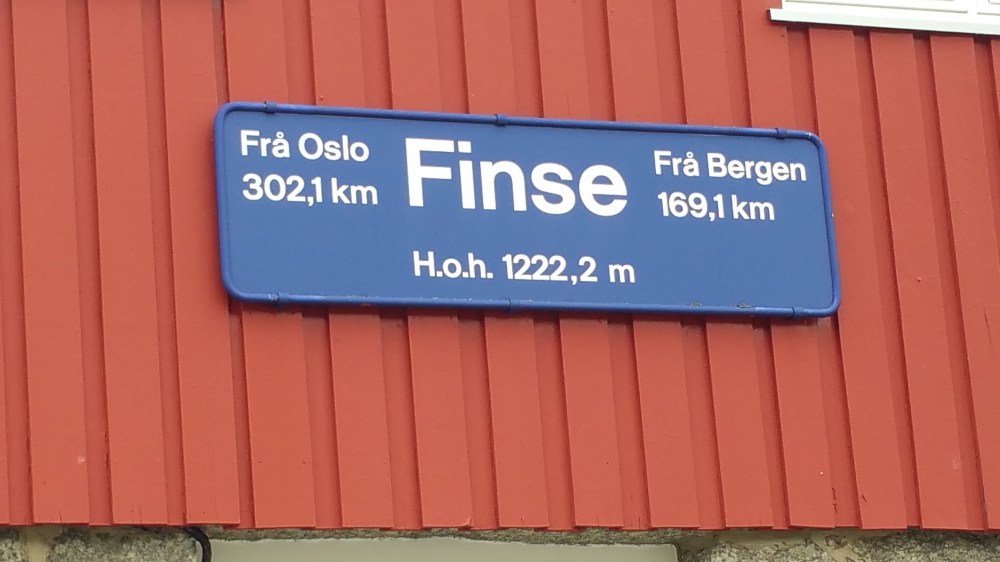 Frå Oslo
302,1 km
Finse
Frå Bergen
169,1 km
H.o.h. 1222,2 m